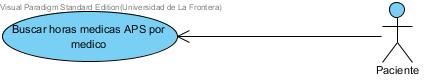 Visual Paradigm Standard Edition(Universidad de La Frontera)
Buscar horas medicas APS por
medico
Paciente